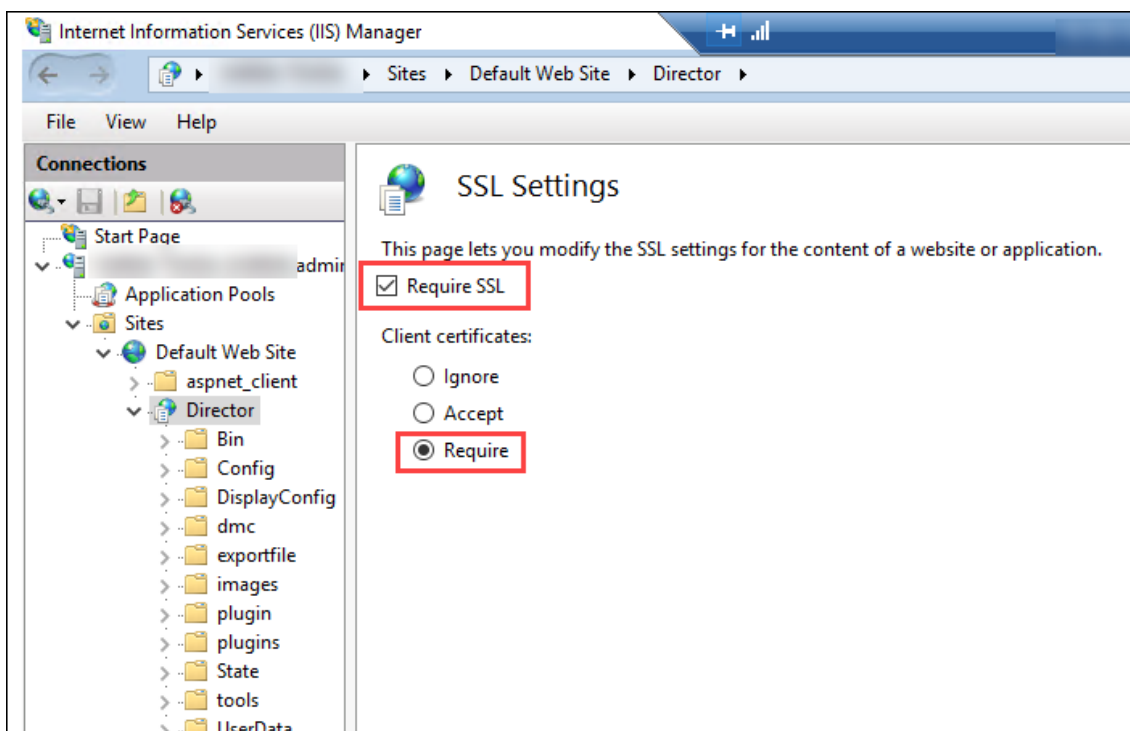 Internet Information Services (IIS) Manager
Sites Default Web Site Director
File View Help
Connections
Start Page
admin
Application Pools
Sites
Default Web Site
aspnet_client
Director
Bin
Config
DisplayConfig
dmc
exportfile
images
plugin
plugins
State
tools
UserData
SSL Settings
This page lets you modify the SSL settings for the content of a website or application.
Require SSL
Client certificates:
Ignore
Accept
Require